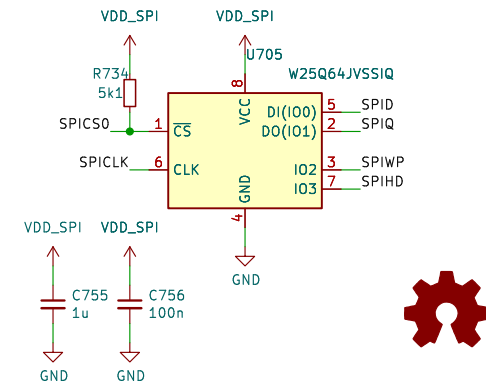 VDD_SPI VDD_SPI
U705
R734 W25Q64JVSSIQ
5k1
8
VCC
DI(IO0) 5 SPID
SPICS0 1 CS DO(IO1) 2 SPIQ
SPICLK 6 CLK IO2 3 SPIWP
GND IO3 7 SPIHD
4
VDD_SPI VDD_SPI
GND
C755 C756
1u 100n
GND GND